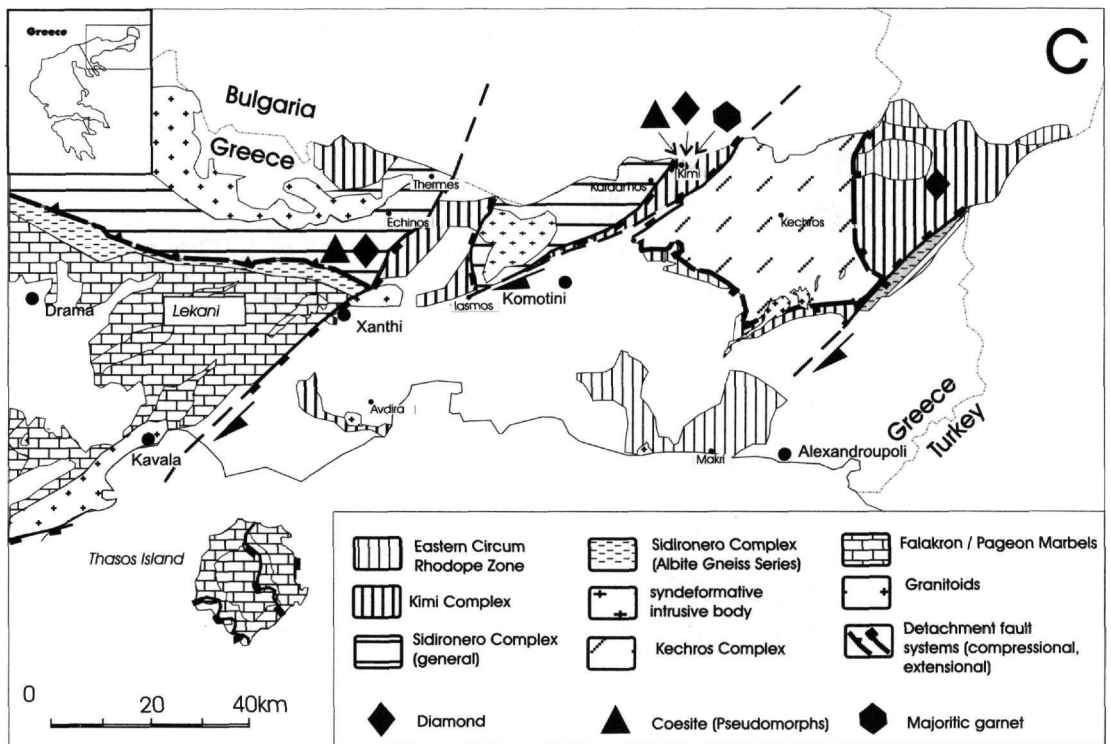 Greece
C
Bulgaria
Greece
Thermes
Echinos
Kardamos
Kimi
Kechros
Drama
Lekani
Xanthi
Iasmos
Komotini
Avdira
Kavala
Makri
Alexandroupoli
Greece
Turkey
Thasos Island
Eastern Circum
Rhodope Zone
Kimi Complex
Sidironero Complex
(general)
Sidironero Complex
(Albite Gneiss Series)
syndeformative
intrusive body
Kechros Complex
Falakron / Pageon Marbels
Granitoids
Detachment fault
systems (compressional,
extensional)
0 20 40km
Diamond
Coesite (Pseudomorphs)
Majoritic garnet